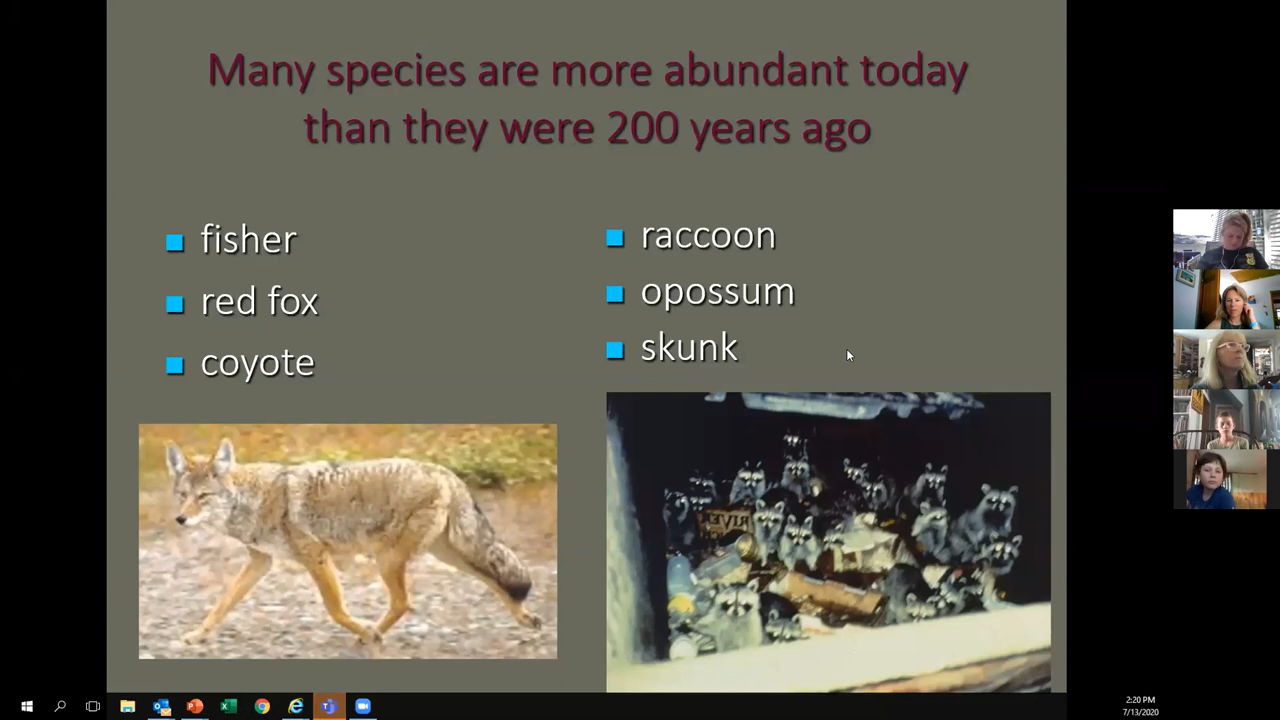 Many species are more abundant today
than they were 200 years ago
fisher
red fox
coyote
raccoon
opossum
skunk
RIVER
2:20 PM
7/13/2020